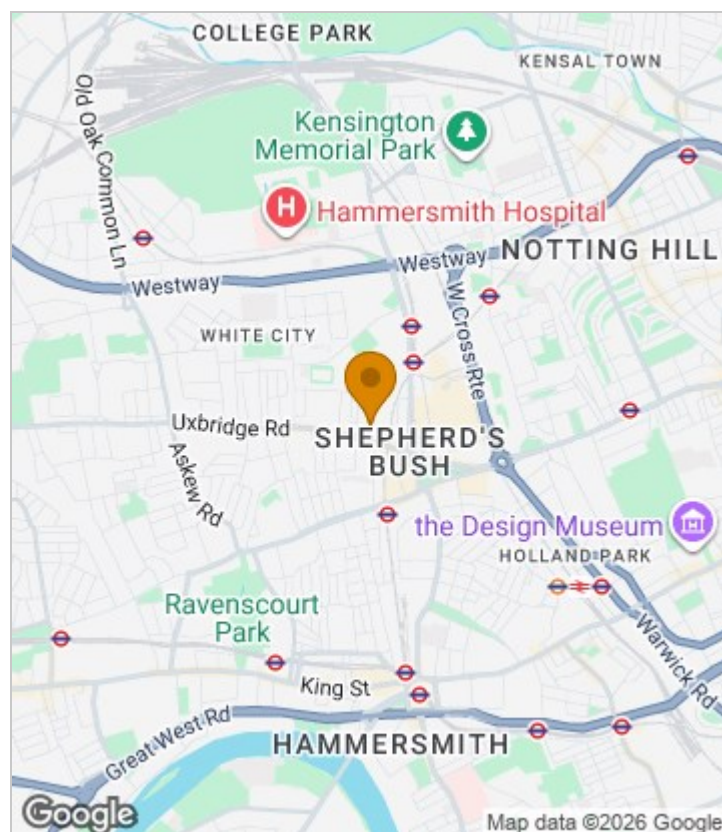 COLLEGE PARK
KENSAL TOWN
Old Oak Common Ln
Kensington
Memorial Park
H
Hammersmith Hospital
Westway
NOTTING HILL
Westway
W Cross Rte
WHITE CITY
Uxbridge Rd
SHEPHERD'S
BUSH
Askew Rd
the Design Museum
HOLLAND PARK
Ravenscourt
Park
Warwick Rd
King St
Great West Rd
HAMMERSMITH
Google
Map data ©2026 Google